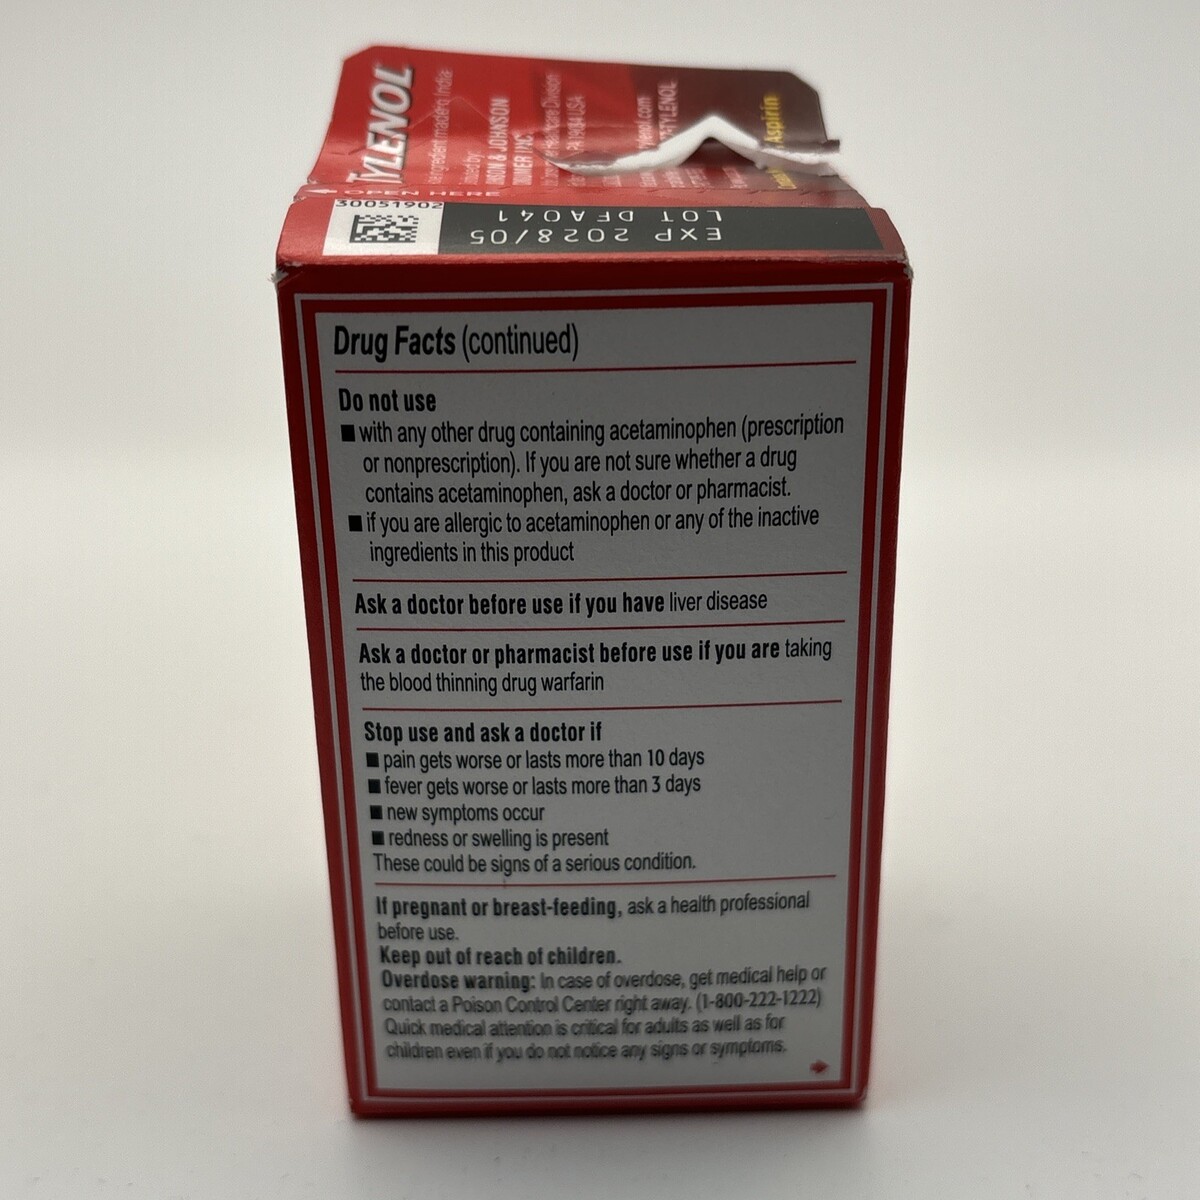 TYLENOL
JOHNSON
OPEN HERE
30051902
LOT DFA041
EXP 2028/05
Drug Facts (continued)
Do not use
■ with any other drug containing acetaminophen (prescription
or nonprescription). If you are not sure whether a drug
contains acetaminophen, ask a doctor or pharmacist.
■ if you are allergic to acetaminophen or any of the inactive
ingredients in this product
Ask a doctor before use if you have liver disease
Ask a doctor or pharmacist before use if you are taking
the blood thinning drug warfarin
Stop use and ask a doctor if
■ pain gets worse or lasts more than 10 days
■ fever gets worse or lasts more than 3 days
■ new symptoms occur
■ redness or swelling is present
These could be signs of a serious condition.
If pregnant or breast-feeding, ask a health professional
before use.
Keep out of reach of children.
Overdose warning: In case of overdose, get medical help or
contact a Poison Control Center right away. (1-800-222-1222)
Quick medical attention is critical for adults as well as for
children even if you do not notice any signs or symptoms.